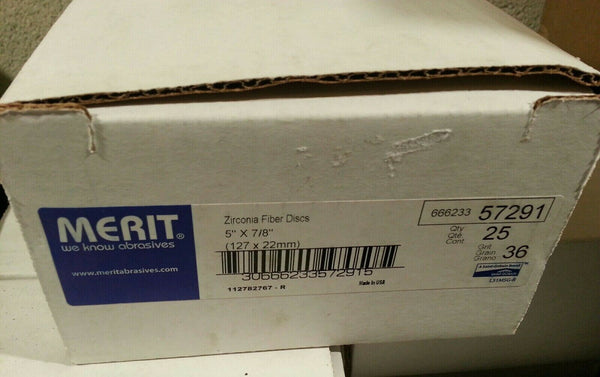 MERIT®
we know abrasives
www.meritabrasives.com
Zirconia Fiber Discs
5" X 7/8"
(127 x 22mm)
30666233572915
112782767 - R
Made In USA
666233 57291
Qty
Qté
Cont
25
Grit
Grain
Grano
36